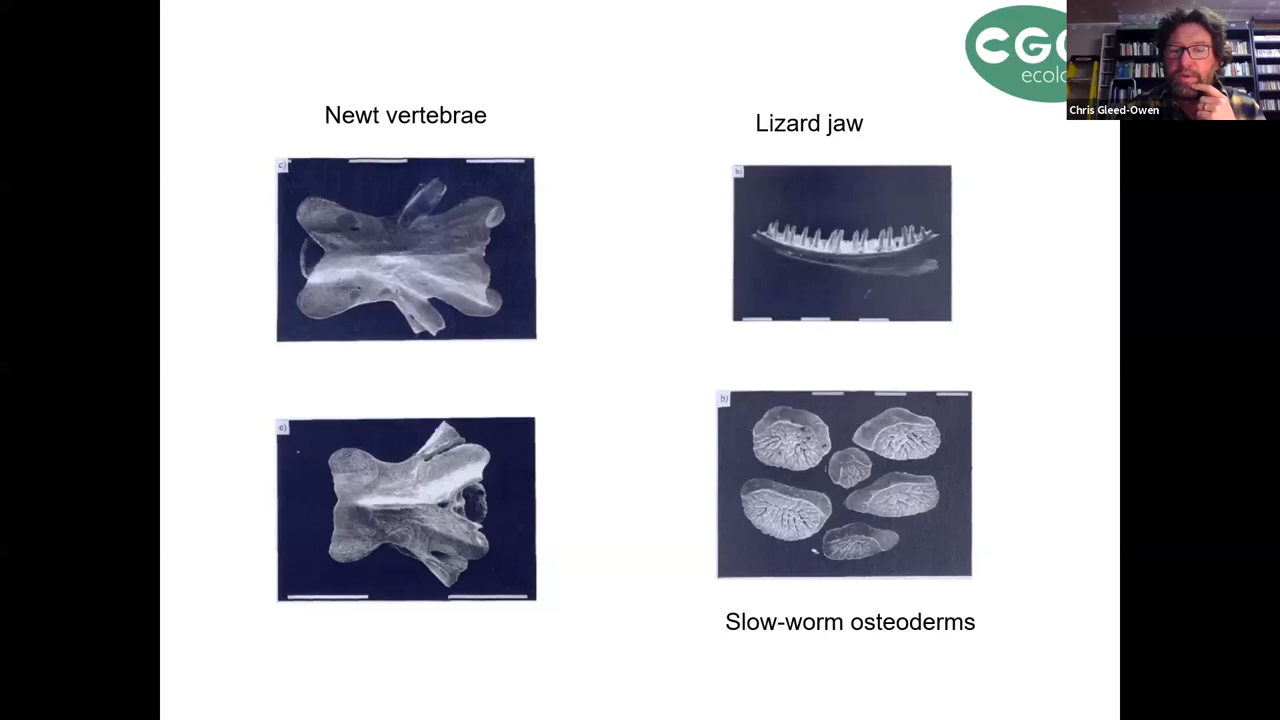 CGO
ecolo
Chris Gleed-Owen
Newt vertebrae
Lizard jaw
c)
b)
e)
Slow-worm osteoderms